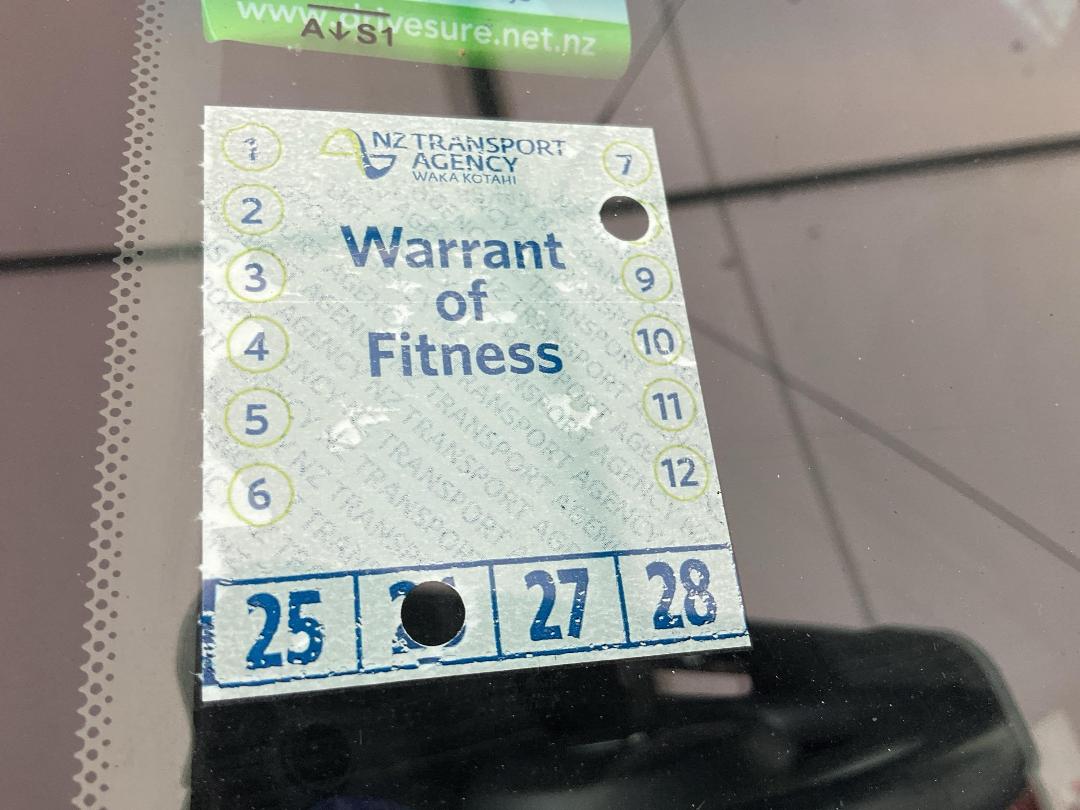 www.drivesure.net.nz
A↓S1
NZ TRANSPORT
AGENCY
WAKA KOTAHI
Warrant
of
Fitness
1
2
3
4
5
6
7
9
10
11
12
25 27 28